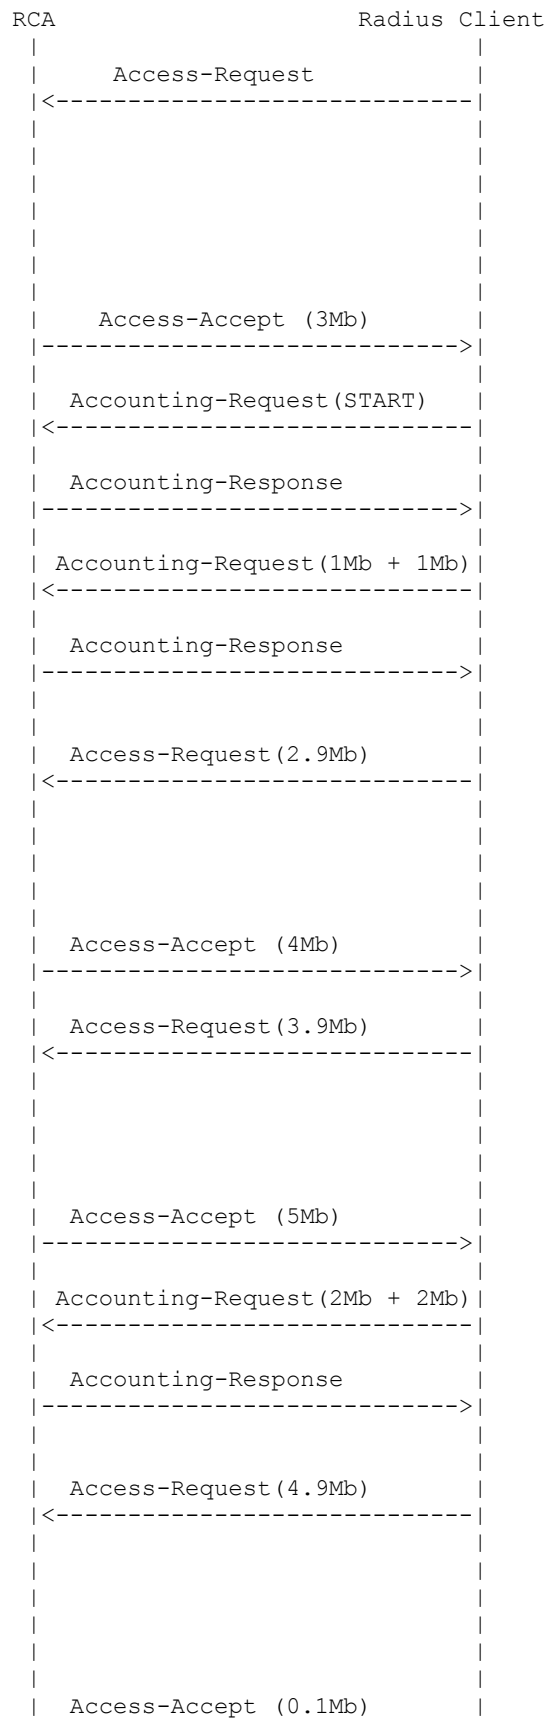 RCA Radius Client
Access-Request
Access-Accept (3Mb)
Accounting-Request(START)
Accounting-Response
Accounting-Request(1Mb + 1Mb)
Accounting-Response
Access-Request(2.9Mb)
Access-Accept (4Mb)
Access-Request(3.9Mb)
Access-Accept (5Mb)
Accounting-Request(2Mb + 2Mb)
Accounting-Response
Access-Request(4.9Mb)
Access-Accept (0.1Mb)